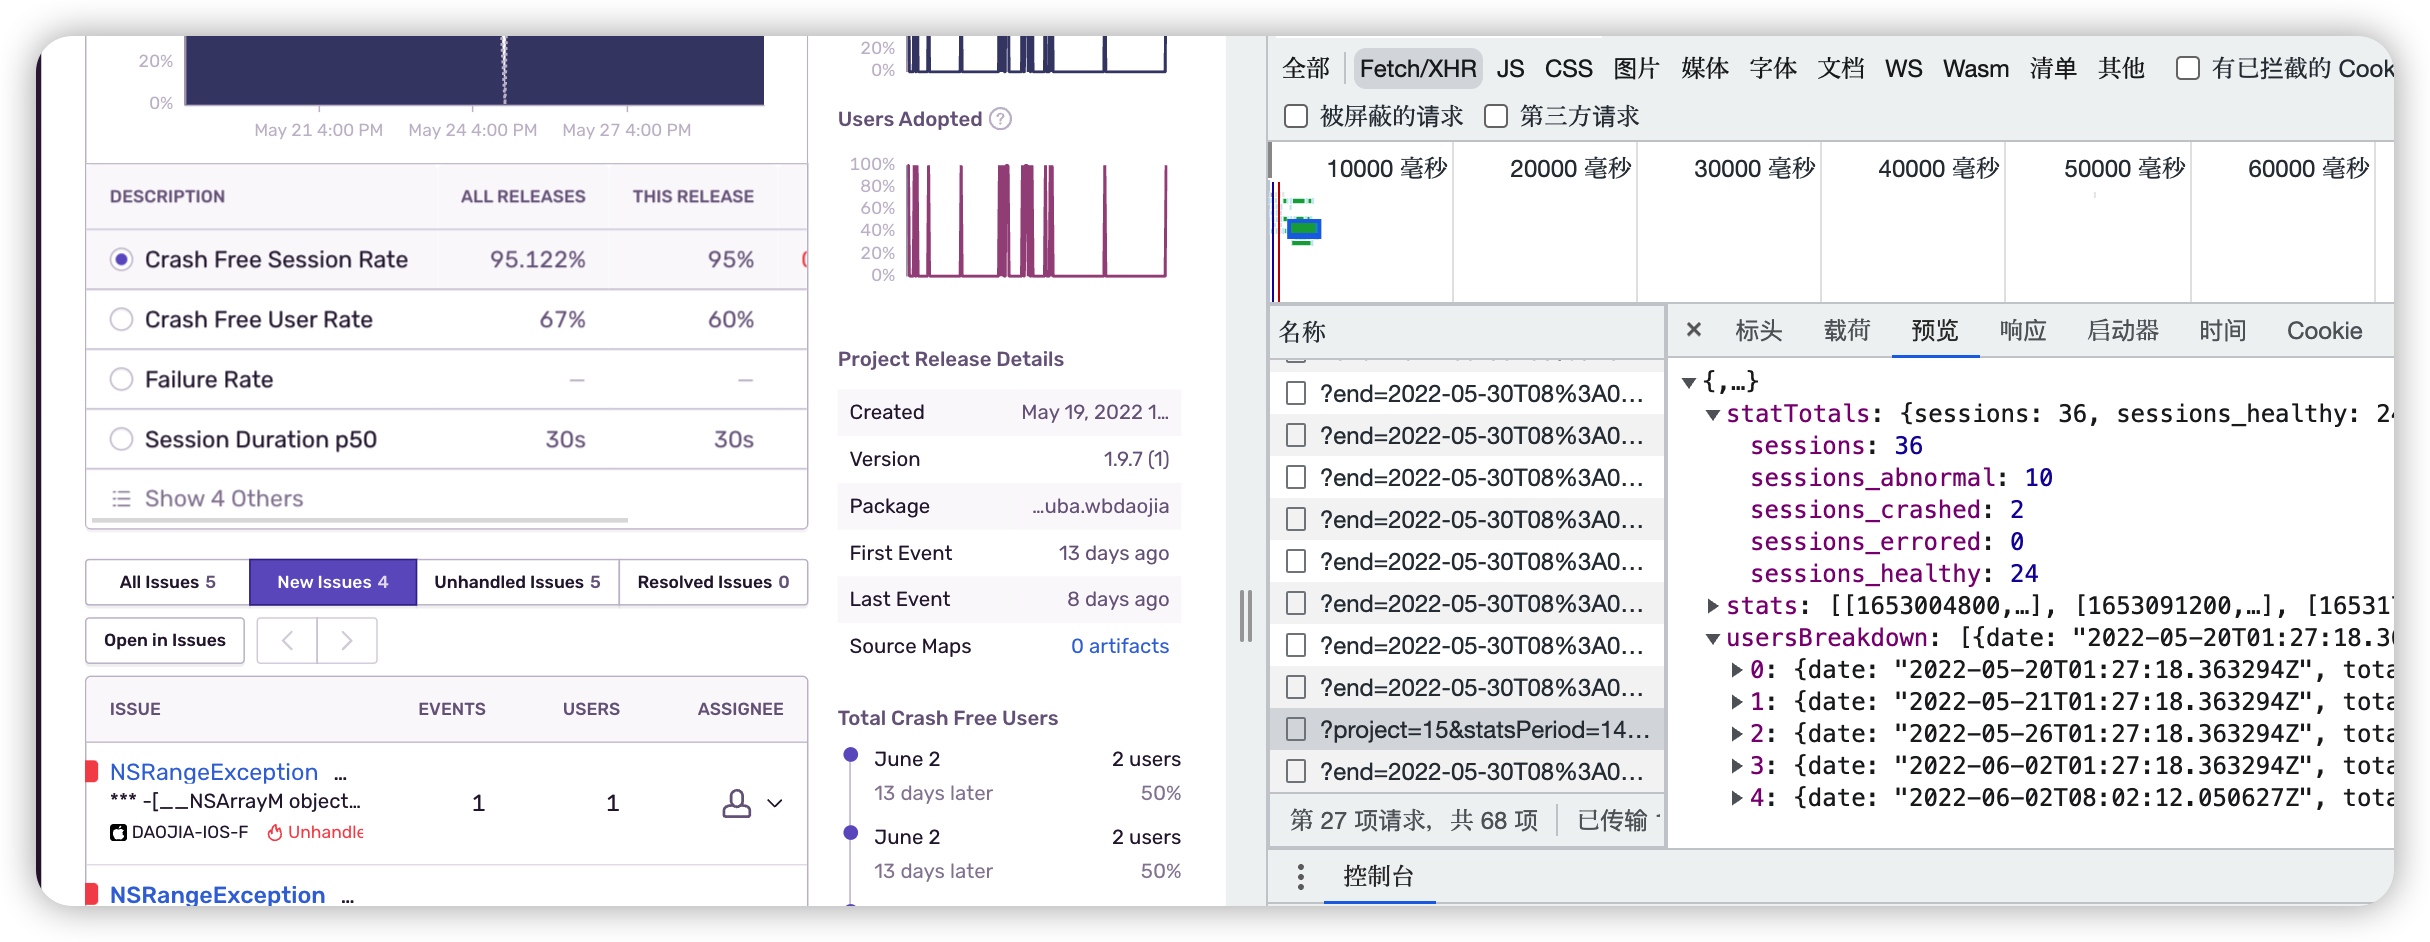 20%
0%
May 21 4:00 PM
May 24 4:00 PM
May 27 4:00 PM
DESCRIPTION ALL RELEASES THIS RELEASE
Crash Free Session Rate 95.122% 95%
Crash Free User Rate 67% 60%
Failure Rate — —
Session Duration p50 30s 30s
Show 4 Others
All Issues 5 New Issues 4 Unhandled Issues 5 Resolved Issues 0
Open in Issues
ISSUE EVENTS USERS ASSIGNEE
NSRangeException ...
*** -[__NSArrayM object... 1 1
DAOJIA-IOS-F Unhandle
NSRangeException ...
20%
0%
Users Adopted ?
100%
80%
60%
40%
20%
0%
Project Release Details
Created May 19, 2022 1...
Version 1.9.7 (1)
Package ...uba.wbdaojia
First Event 13 days ago
Last Event 8 days ago
Source Maps 0 artifacts
Total Crash Free Users
June 2 2 users
13 days later 50%
June 2 2 users
13 days later 50%
全部 Fetch/XHR JS CSS 图片 媒体 字体 文档 WS Wasm 清单 其他 有已拦截的 Cook
被屏蔽的请求 第三方请求
10000 毫秒 20000 毫秒 30000 毫秒 40000 毫秒 50000 毫秒 60000 毫秒
名称
?end=2022-05-30T08%3A0...
?end=2022-05-30T08%3A0...
?end=2022-05-30T08%3A0...
?end=2022-05-30T08%3A0...
?end=2022-05-30T08%3A0...
?end=2022-05-30T08%3A0...
?end=2022-05-30T08%3A0...
?end=2022-05-30T08%3A0...
?project=15&statsPeriod=14...
?end=2022-05-30T08%3A0...
第 27 项请求，共 68 项 已传输
× 标头 载荷 预览 响应 启动器 时间 Cookie
{,…}
statTotals: {sessions: 36, sessions_healthy: 24
sessions: 36
sessions_abnormal: 10
sessions_crashed: 2
sessions_errored: 0
sessions_healthy: 24
stats: [[1653004800,…], [1653091200,…], [16531
usersBreakdown: [{date: "2022-05-20T01:27:18.36
0: {date: "2022-05-20T01:27:18.363294Z", tota
1: {date: "2022-05-21T01:27:18.363294Z", tota
2: {date: "2022-05-26T01:27:18.363294Z", tota
3: {date: "2022-06-02T01:27:18.363294Z", tota
4: {date: "2022-06-02T08:02:12.050627Z", tota
控制台